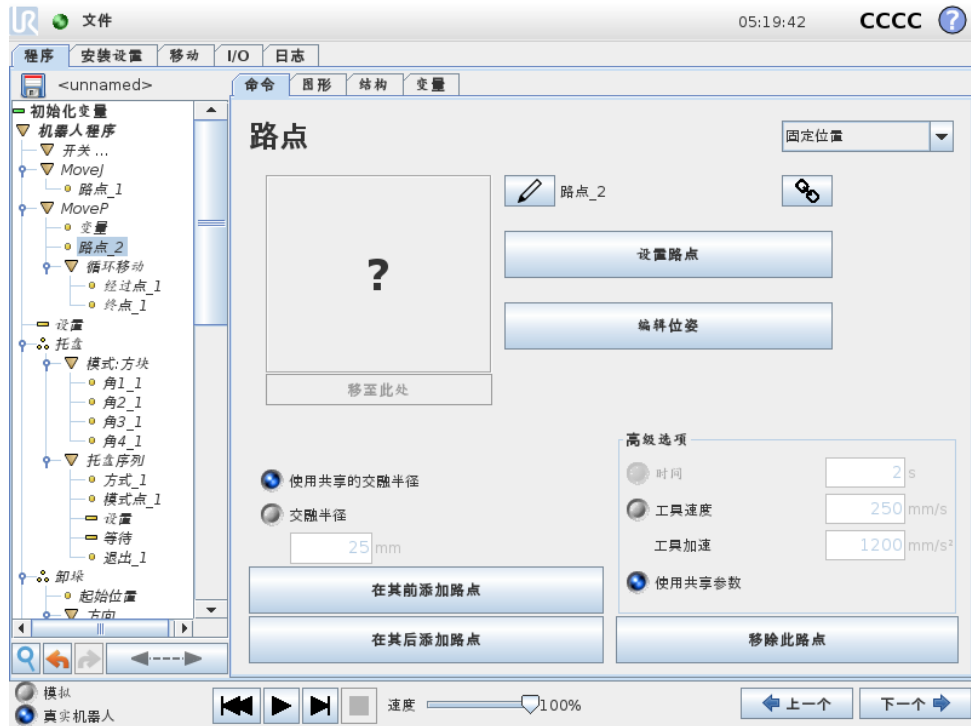 UR 文件 05:19:42 CCCC ?
程序 安装设置 移动 I/O 日志
<unnamed>
命令 图形 结构 变量
初始化变量
机器人程序
开关 ...
MoveJ
路点_1
MoveP
变量
路点_2
循环移动
经过点_1
终点_1
设置
托盘
模式:方块
角1_1
角2_1
角3_1
角4_1
托盘序列
方式_1
模式点_1
设置
等待
退出_1
卸垛
起始位置
方向
路点
固定位置
?
路点_2
设置路点
编辑位姿
移至此处
使用共享的交融半径
交融半径
25 mm
高级选项
时间 2 s
工具速度 250 mm/s
工具加速 1200 mm/s²
使用共享参数
在其前添加路点
在其后添加路点
移除此路点
模拟
真实机器人
速度 100%
上一个
下一个